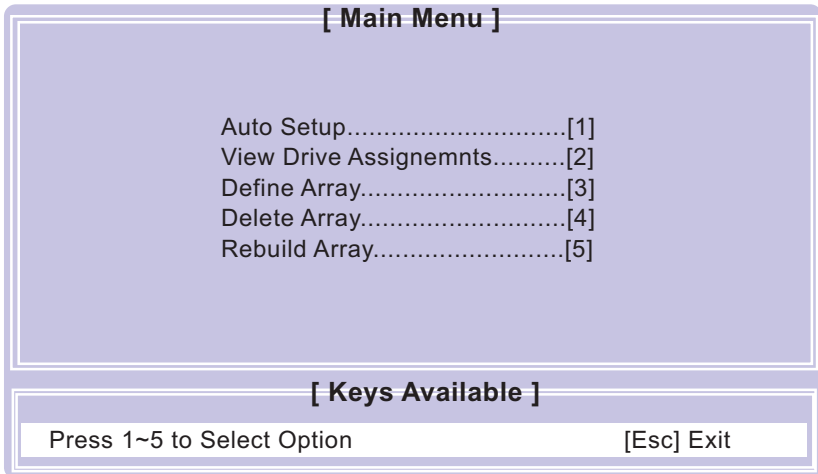 [ Main Menu ]
Auto Setup..............................[1]
View Drive Assignemnts..........[2]
Define Array............................[3]
Delete Array............................[4]
Rebuild Array..........................[5]
[ Keys Available ]
Press 1~5 to Select Option [Esc] Exit